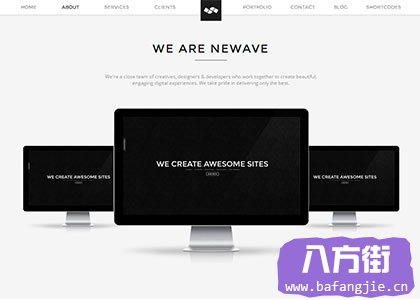 HOME ABOUT SERVICES CLIENTS PORTFOLIO CONTACT BLOG SHORTCODES
WE ARE NEWAVE
We're a close team of creatives, designers & developers who work together to create beautiful,
engaging digital experiences. We take pride in delivering only the best.
WE CREATE AWESOME SITES
WE CREATE AWESOME SITES
WE CREATE AWESOME SITES
八方街
www.bafangjie.cn